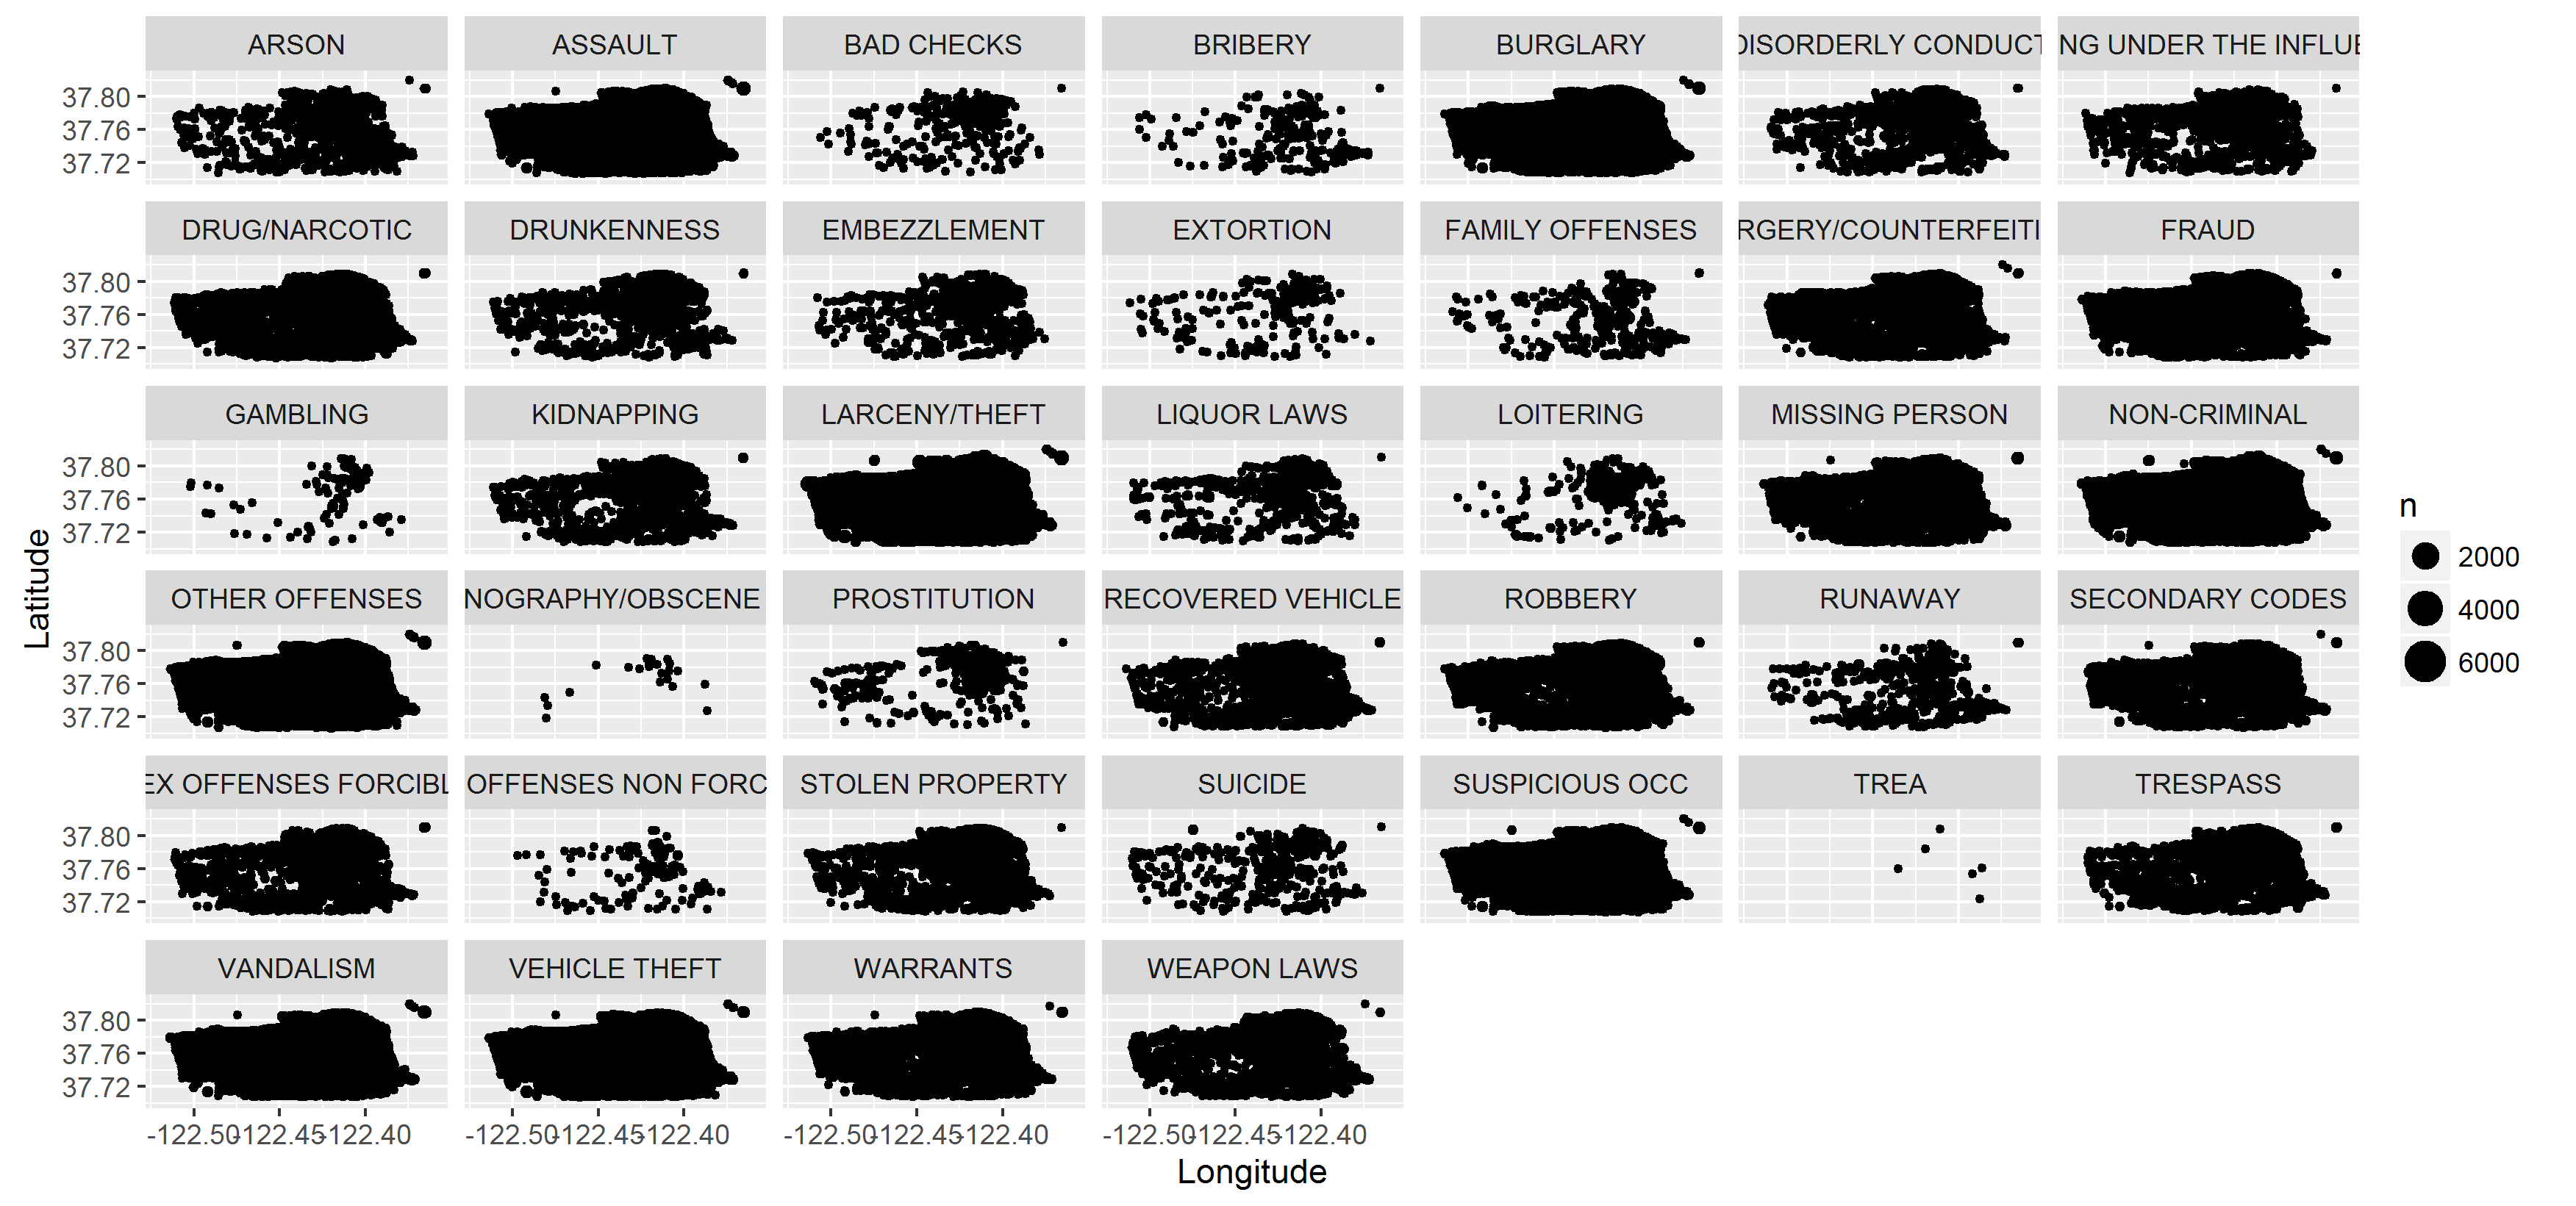 ARSON ASSAULT BAD CHECKS BRIBERY BURGLARY DISORDERLY CONDUCT NG UNDER THE INFLUE
37.80
37.76
37.72
DRUG/NARCOTIC DRUNKENNESS EMBEZZLEMENT EXTORTION FAMILY OFFENSES RGERY/COUNTERFEITI FRAUD
37.80
37.76
37.72
GAMBLING KIDNAPPING LARCENY/THEFT LIQUOR LAWS LOITERING MISSING PERSON NON-CRIMINAL
37.80
37.76
37.72
OTHER OFFENSES NOGRAPHY/OBSCENE PROSTITUTION RECOVERED VEHICLE ROBBERY RUNAWAY SECONDARY CODES
37.80
37.76
37.72
EX OFFENSES FORCIBL OFFENSES NON FORC STOLEN PROPERTY SUICIDE SUSPICIOUS OCC TREA TRESPASS
37.80
37.76
37.72
VANDALISM VEHICLE THEFT WARRANTS WEAPON LAWS
37.80
37.76
37.72
-122.50 -122.45 -122.40 -122.50 -122.45 -122.40 -122.50 -122.45 -122.40 -122.50 -122.45 -122.40
Longitude
Latitude
n
2000
4000
6000